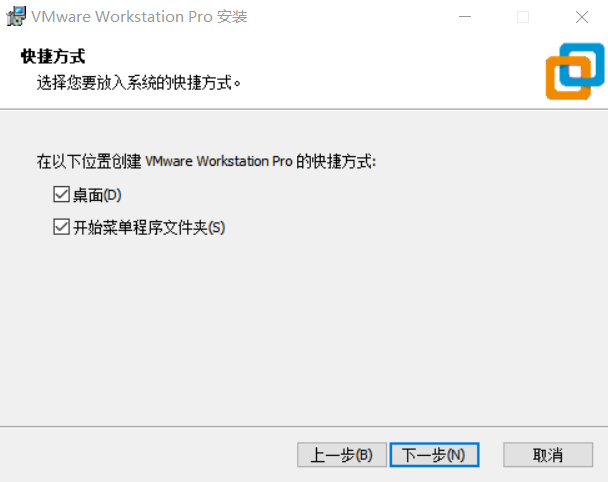 VMware Workstation Pro 安装
快捷方式
选择您要放入系统的快捷方式。
在以下位置创建 VMware Workstation Pro 的快捷方式:
桌面(D)
开始菜单程序文件夹(S)
上一步(B) 下一步(N) 取消